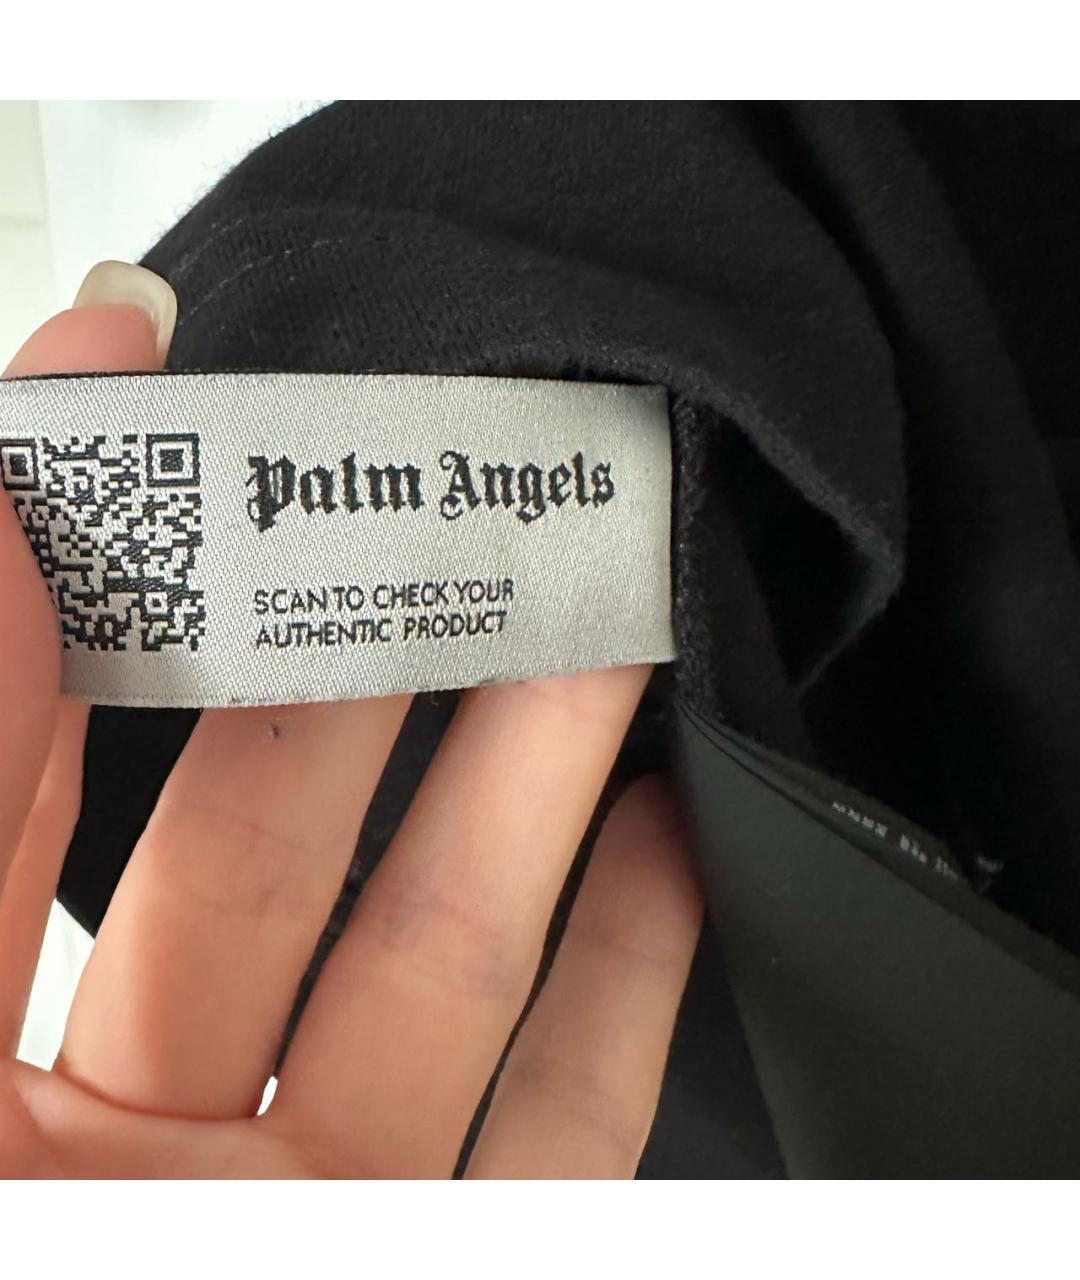 Palm Angels
SCAN TO CHECK YOUR
AUTHENTIC PRODUCT